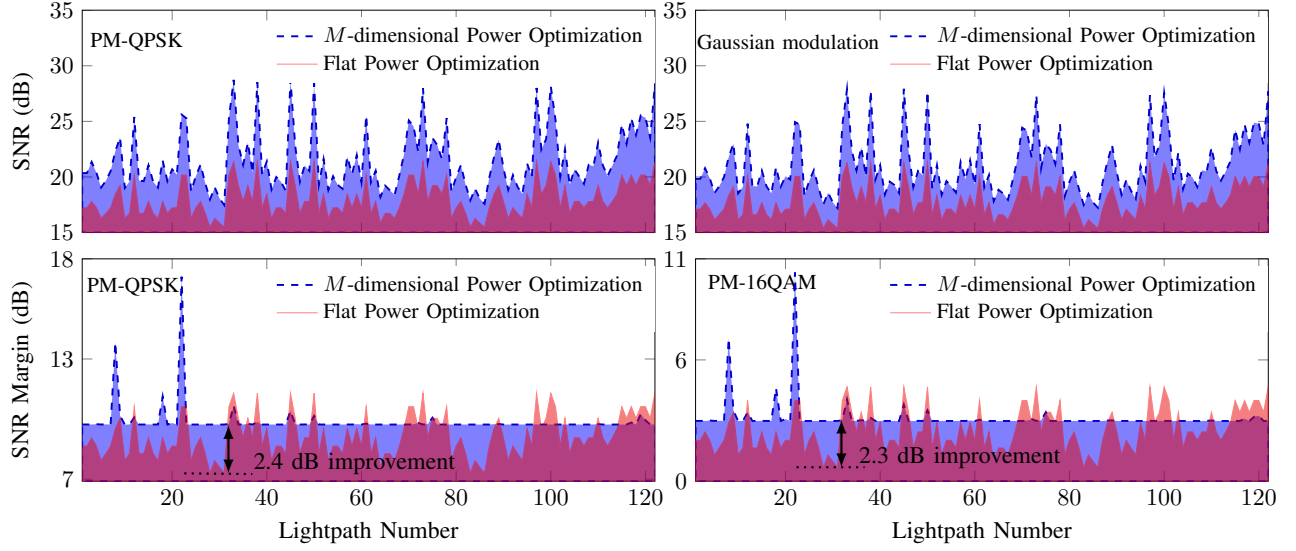 35
30
25
20
15
SNR (dB)
PM-QPSK
M-dimensional Power Optimization
Flat Power Optimization
35
30
25
20
15
Gaussian modulation
M-dimensional Power Optimization
Flat Power Optimization
18
13
7
SNR Margin (dB)
PM-QPSK
M-dimensional Power Optimization
Flat Power Optimization
2.4 dB improvement
20 40 60 80 100 120
Lightpath Number
11
6
0
PM-16QAM
M-dimensional Power Optimization
Flat Power Optimization
2.3 dB improvement
20 40 60 80 100 120
Lightpath Number